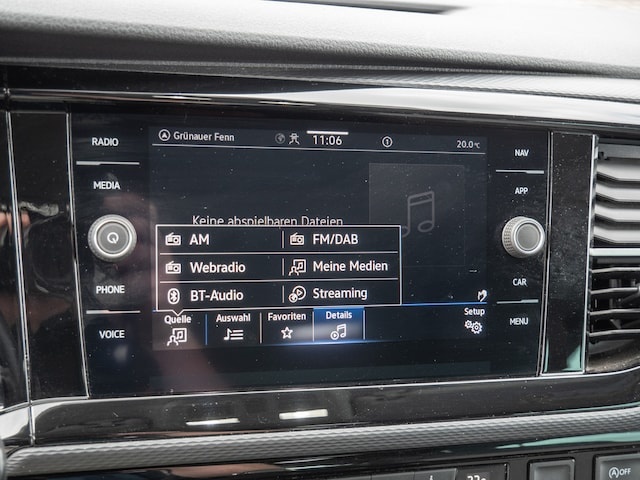 Grünauer Fenn
11:06
20.0°C
RADIO
MEDIA
PHONE
VOICE
NAV
APP
CAR
MENU
Keine abspielbaren Dateien
AM
FM/DAB
Webradio
Meine Medien
BT-Audio
Streaming
Quelle
Auswahl
Favoriten
Details
Setup
OFF